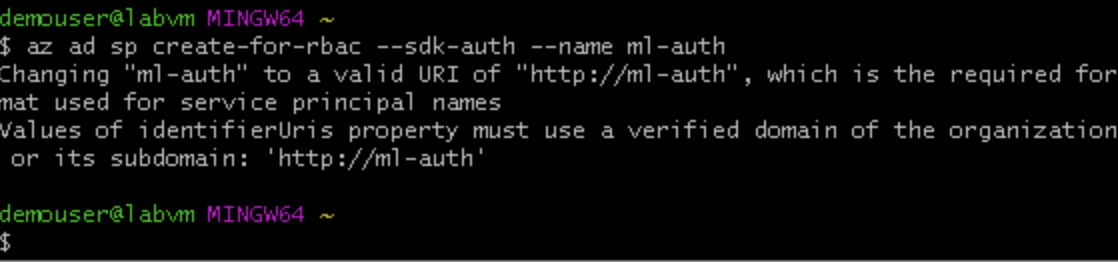 demouser@labvm MINGW64 ~
$ az ad sp create-for-rbac --sdk-auth --name ml-auth
Changing "ml-auth" to a valid URI of "http://ml-auth", which is the required for
mat used for service principal names
Values of identifierUris property must use a verified domain of the organization
 or its subdomain: 'http://ml-auth'
demouser@labvm MINGW64 ~
$